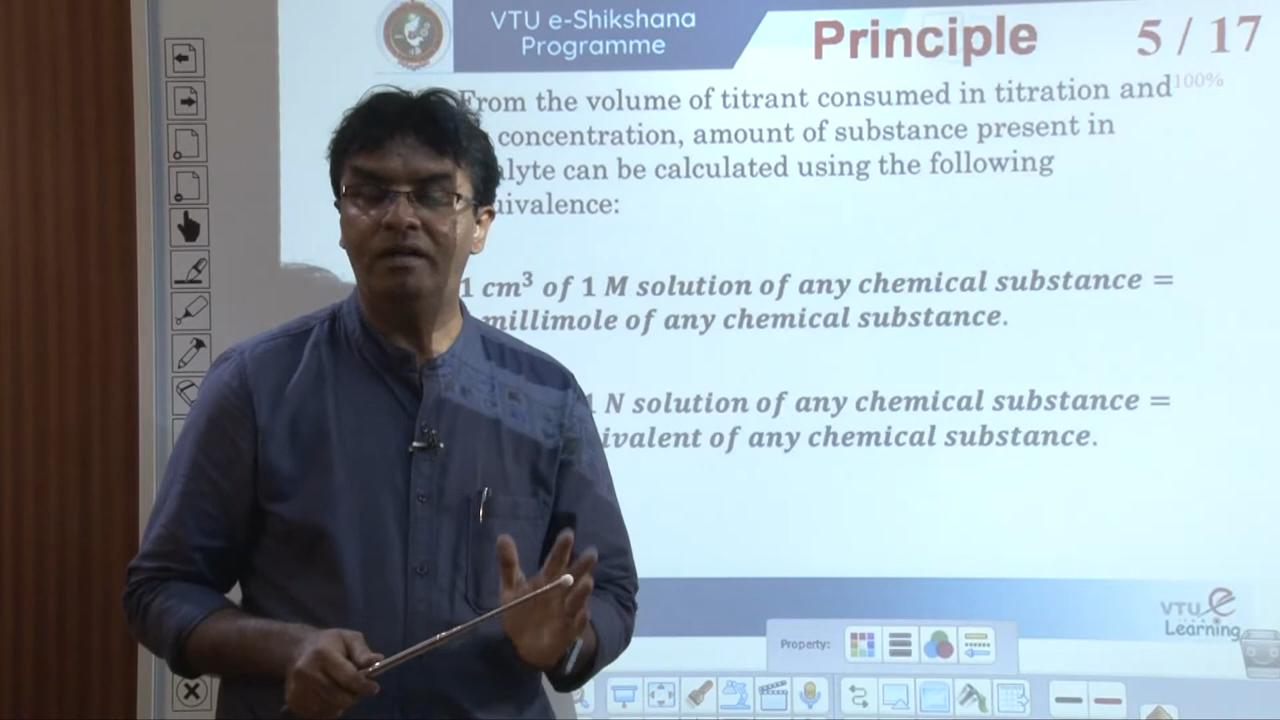 VTU e-Shikshana
Programme
Principle
5 / 17
100%
From the volume of titrant consumed in titration and
concentration, amount of substance present in
can be calculated using the following
1 cm³ of 1 M solution of any chemical substance =
millimole of any chemical substance.
1 N solution of any chemical substance =
of any chemical substance.
VTU e
Learning
Property: